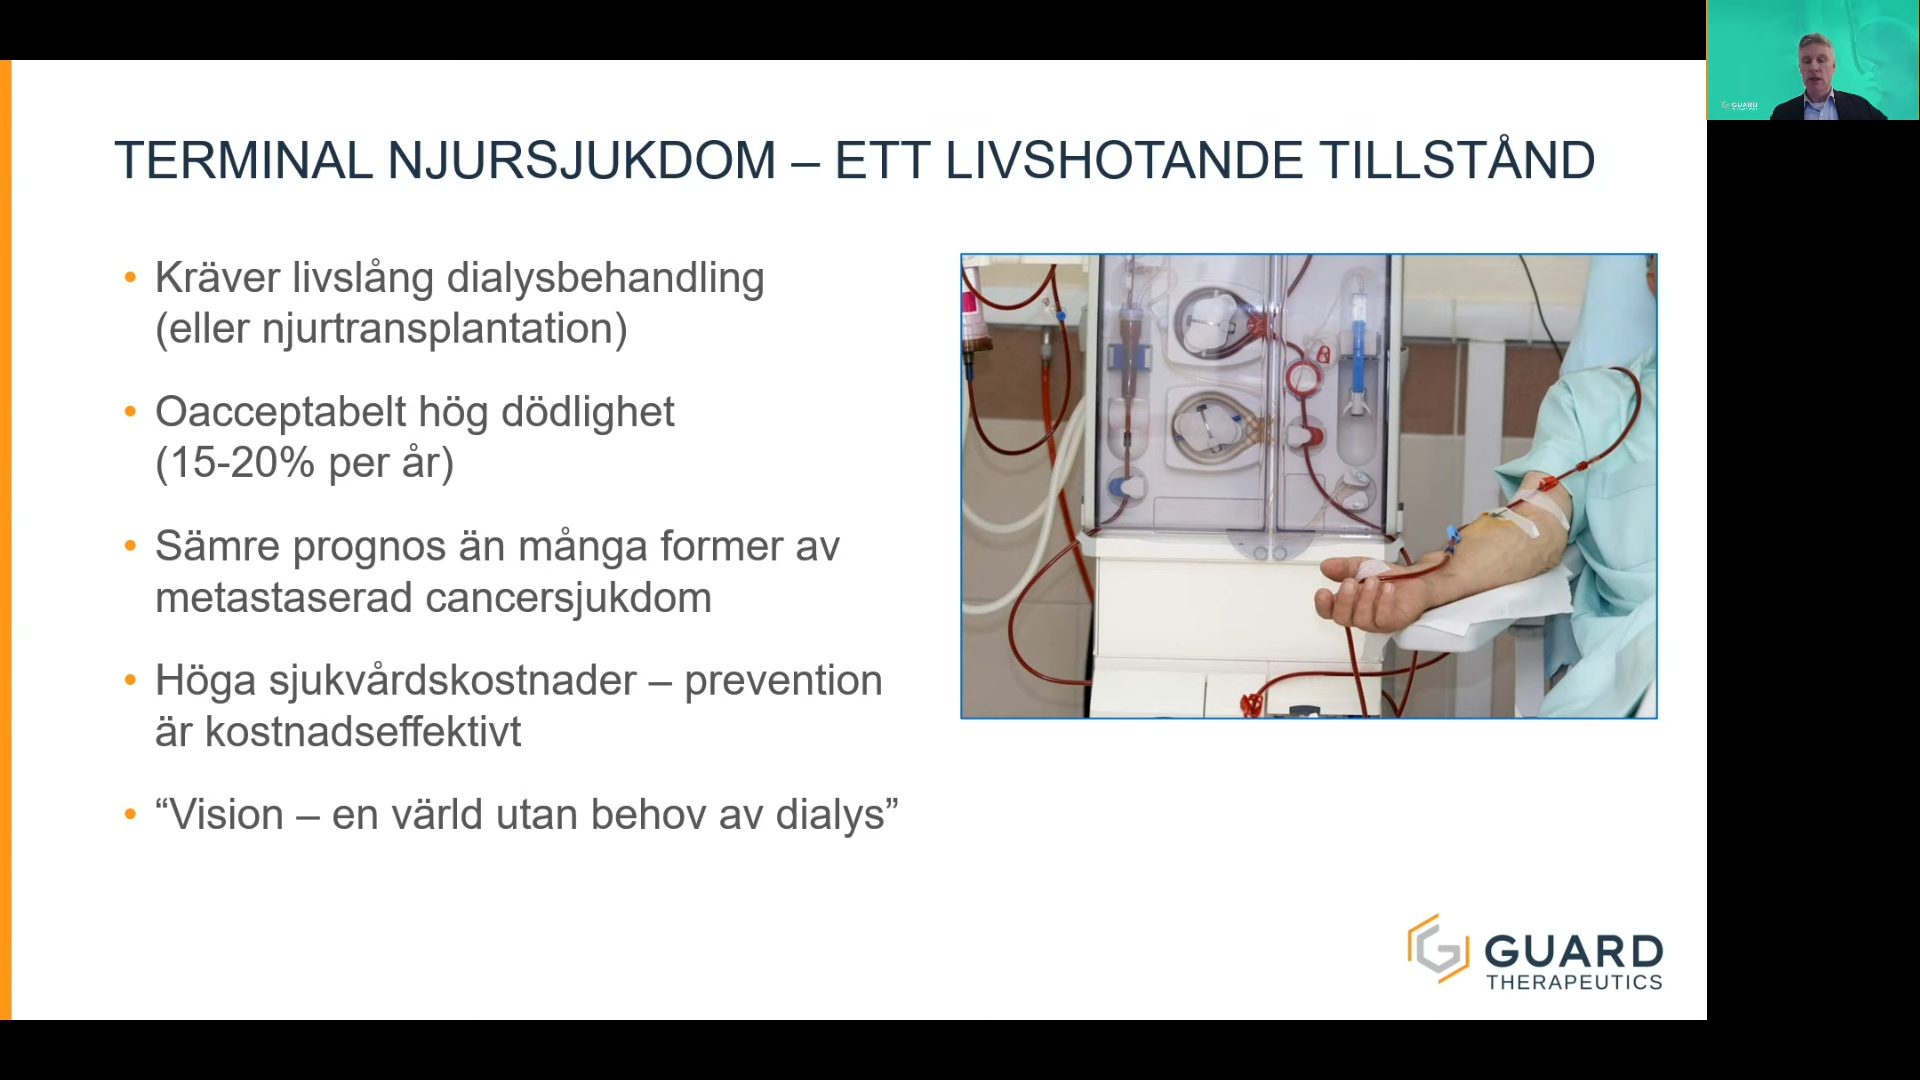 TERMINAL NJURSJUKDOM – ETT LIVSHOTANDE TILLSTÅND
• Kräver livslång dialysbehandling
(eller njurtransplantation)
• Oacceptabelt hög dödlighet
(15-20% per år)
• Sämre prognos än många former av
metastaserad cancersjukdom
• Höga sjukvårdskostnader – prevention
är kostnadseffektivt
• “Vision – en värld utan behov av dialys”
GUARD
THERAPEUTICS
GUARD